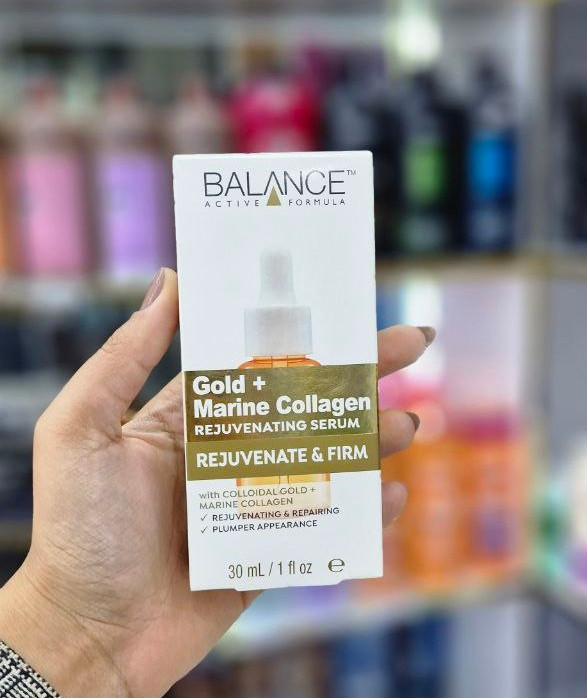 BALANCE™
ACTIVE FORMULA
Gold +
Marine Collagen
REJUVENATING SERUM
REJUVENATE & FIRM
with COLLOIDAL GOLD +
MARINE COLLAGEN
✓ REJUVENATING & REPAIRING
✓ PLUMPER APPEARANCE
30 mL / 1 fl oz ℮